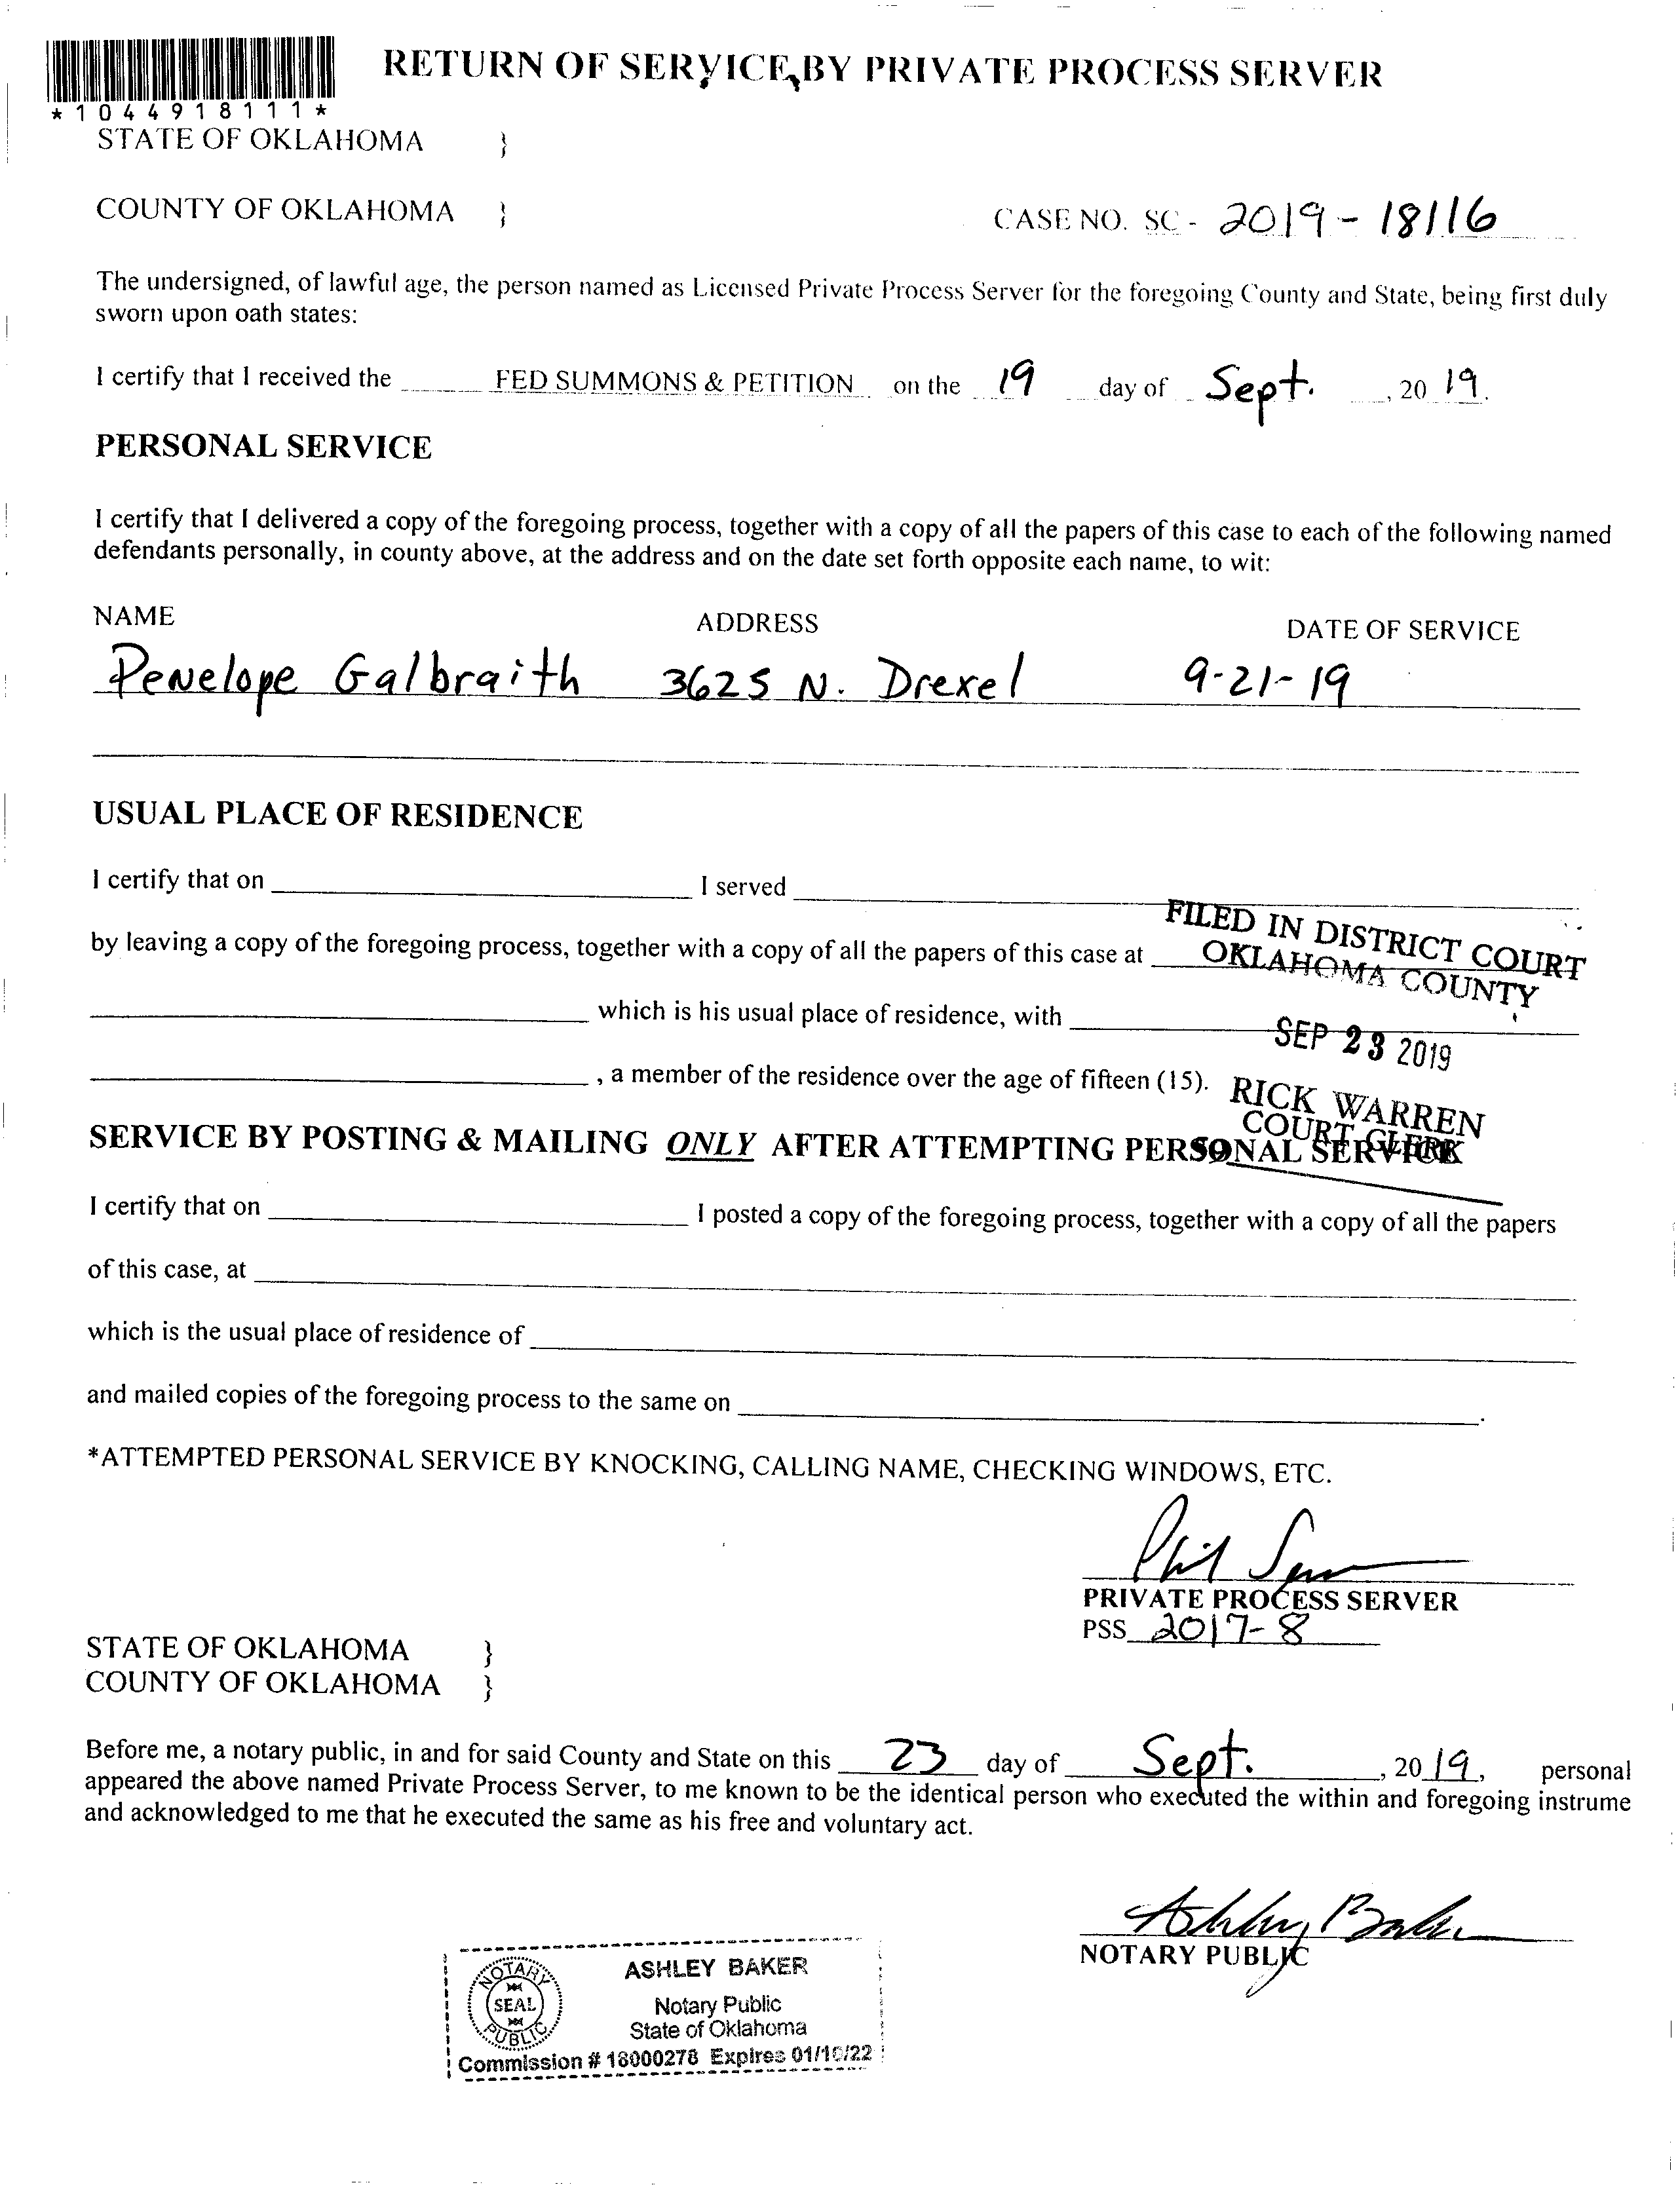 RETURN OF SERVICE BY PRIVATE PROCESS SERVER
*1044918111*
STATE OF OKLAHOMA }
COUNTY OF OKLAHOMA }
CASE NO. SC - 2019-18116
The undersigned, of lawful age, the person named as Licensed Private Process Server for the foregoing County and State, being first duly
sworn upon oath states:
I certify that I received the FED SUMMONS & PETITION on the 19 day of Sept. , 20 19.
PERSONAL SERVICE
I certify that I delivered a copy of the foregoing process, together with a copy of all the papers of this case to each of the following named
defendants personally, in county above, at the address and on the date set forth opposite each name, to wit:
NAME ADDRESS DATE OF SERVICE
Penelope Galbraith 3625 N. Drexel 9-21-19
USUAL PLACE OF RESIDENCE
I certify that on I served
FILED IN DISTRICT COURT
OKLAHOMA COUNTY
by leaving a copy of the foregoing process, together with a copy of all the papers of this case at
which is his usual place of residence, with
SEP 23 2019
, a member of the residence over the age of fifteen (15).
RICK WARREN
COURT CLERK
SERVICE BY POSTING & MAILING ONLY AFTER ATTEMPTING PERSONAL SERVICE
I certify that on I posted a copy of the foregoing process, together with a copy of all the papers
of this case, at
which is the usual place of residence of
and mailed copies of the foregoing process to the same on .
*ATTEMPTED PERSONAL SERVICE BY KNOCKING, CALLING NAME, CHECKING WINDOWS, ETC.
PRIVATE PROCESS SERVER
PSS 2017-8
STATE OF OKLAHOMA }
COUNTY OF OKLAHOMA }
Before me, a notary public, in and for said County and State on this 23 day of Sept. , 20 19, personal
appeared the above named Private Process Server, to me known to be the identical person who executed the within and foregoing instrume
and acknowledged to me that he executed the same as his free and voluntary act.
Ashley Baker
NOTARY PUBLIC
NOTARY
SEAL
PUBLIC
ASHLEY BAKER
Notary Public
State of Oklahoma
Commission # 18000278 Expires 01/10/22